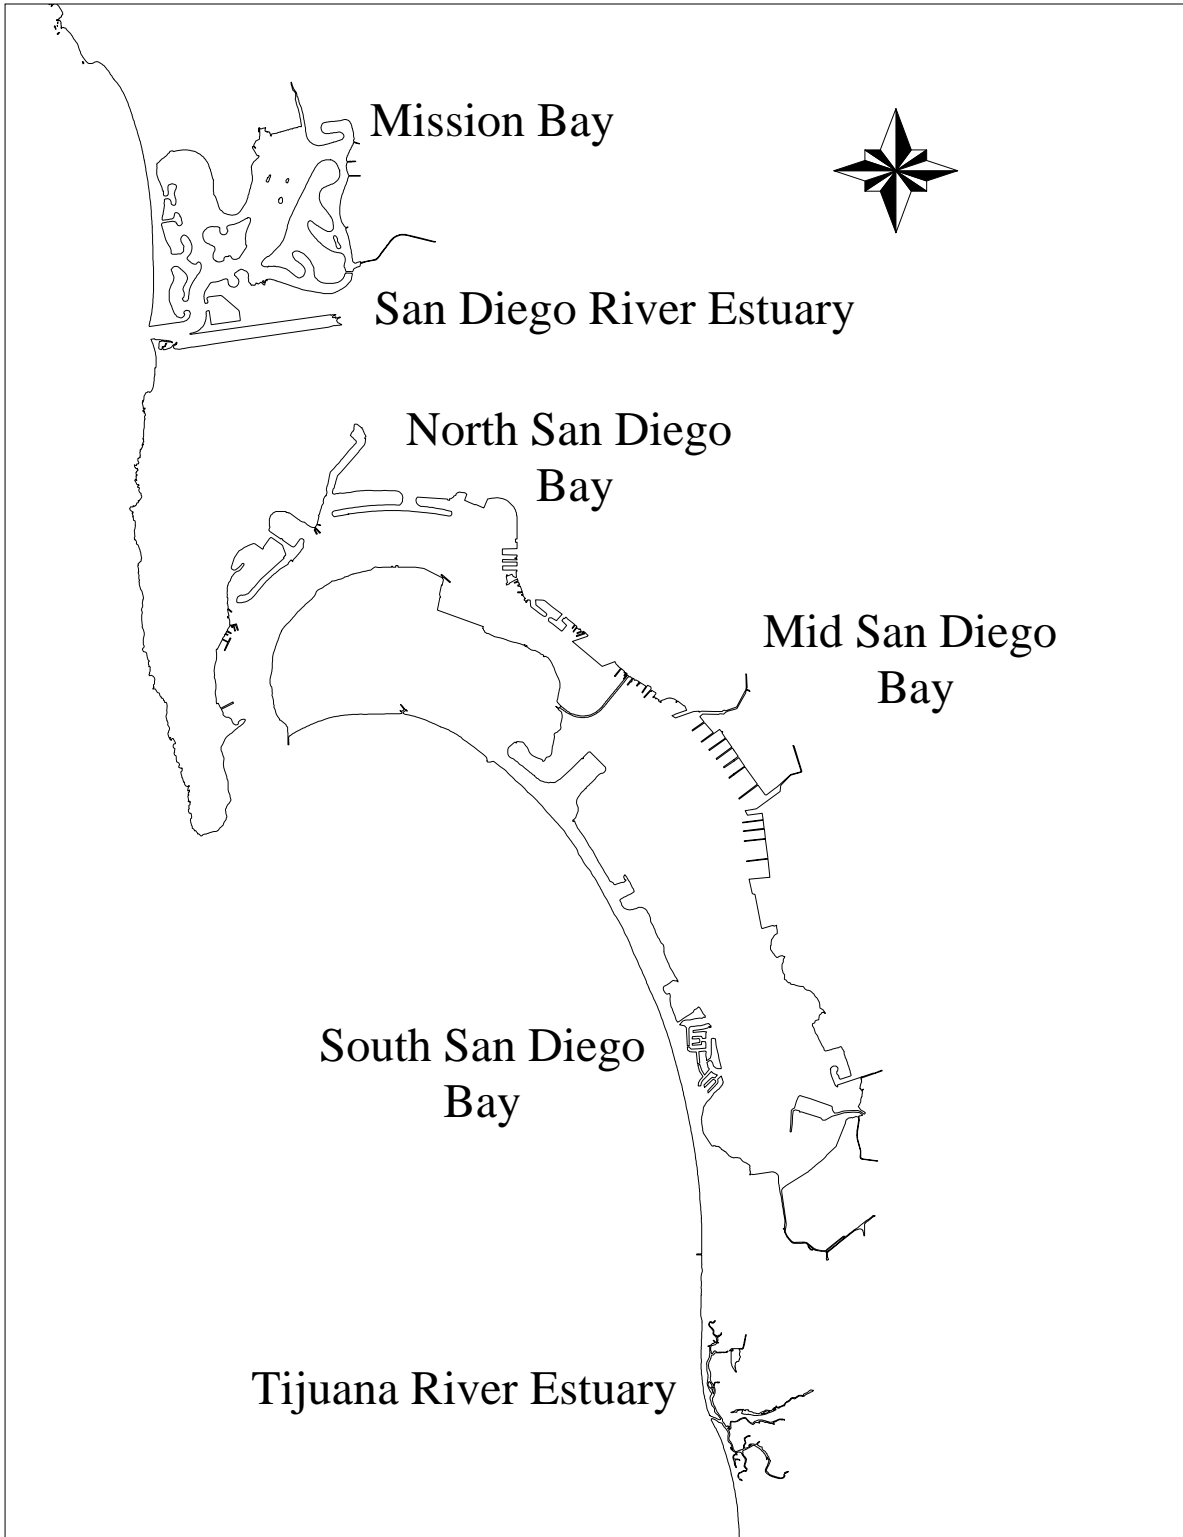 Mission Bay
San Diego River Estuary
North San Diego
Bay
Mid San Diego
Bay
South San Diego
Bay
Tijuana River Estuary